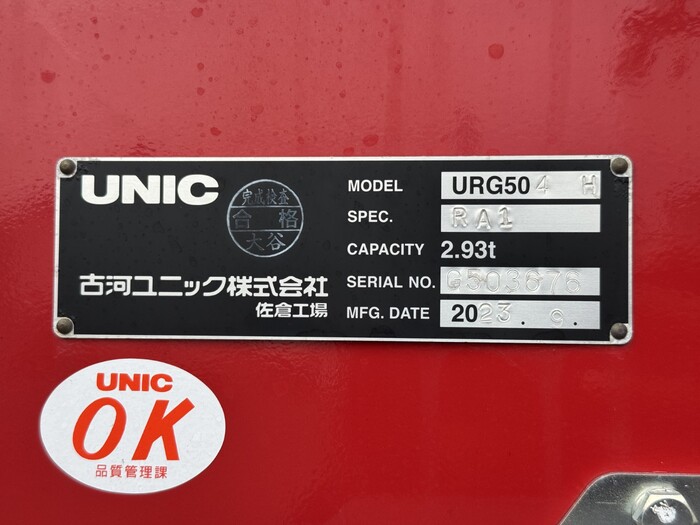 UNIC
完成検査
合格
大谷
古河ユニック株式会社
佐倉工場
MODEL URG504 H
SPEC. RA1
CAPACITY 2.93t
SERIAL NO. G503676
MFG. DATE 2023.
UNIC
OK
品質管理課